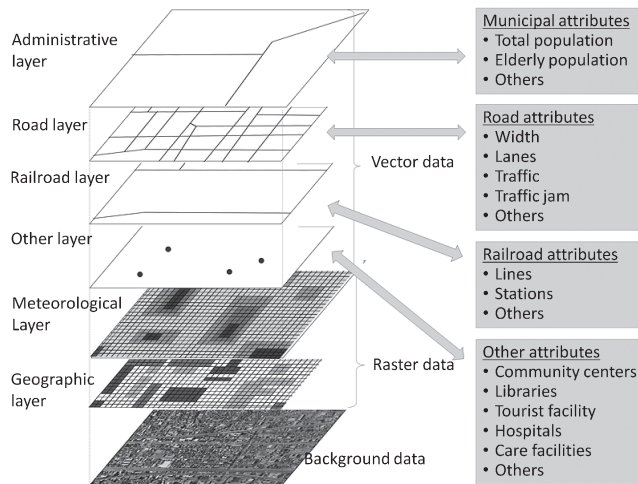 Administrative
layer
Road layer
Railroad layer
Other layer
Meteorological
Layer
Geographic
layer
Background data
Vector data
Raster data
Municipal attributes
• Total population
• Elderly population
• Others
Road attributes
• Width
• Lanes
• Traffic
• Traffic jam
• Others
Railroad attributes
• Lines
• Stations
• Others
Other attributes
• Community centers
• Libraries
• Tourist facility
• Hospitals
• Care facilities
• Others